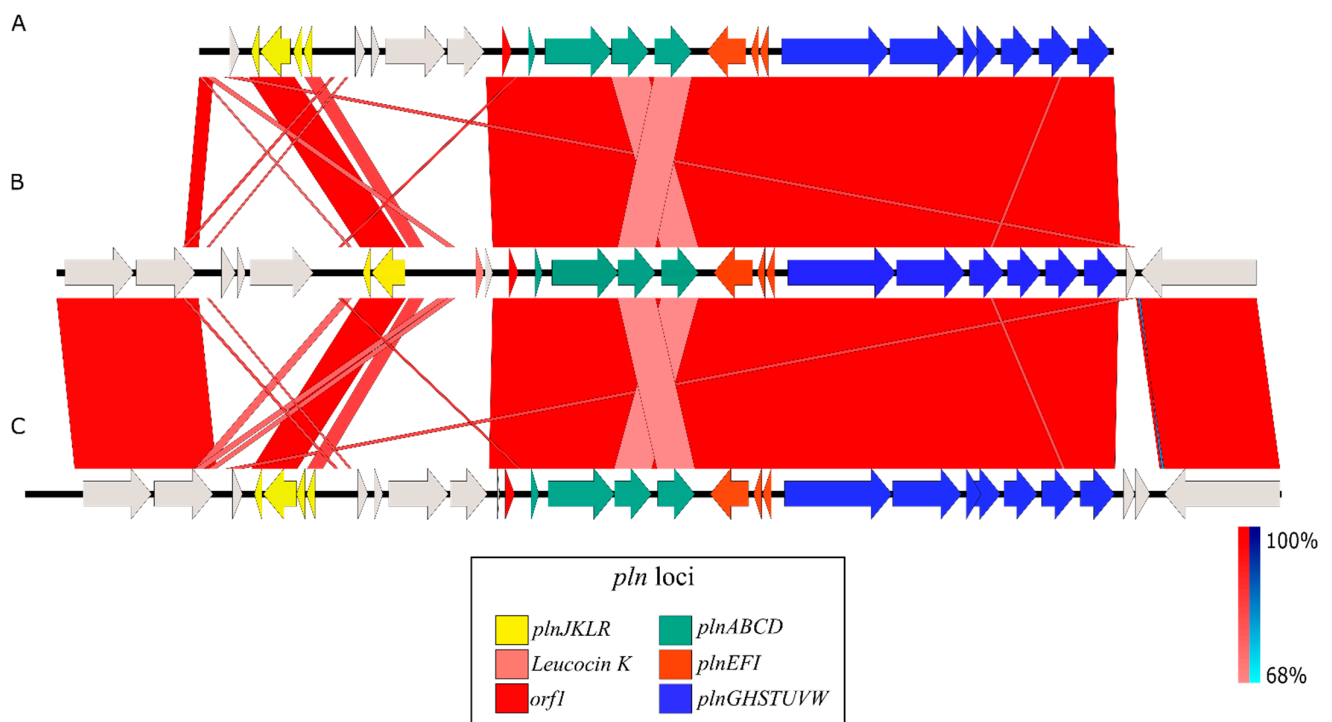 A
B
C
100%
68%
pln loci
plnJKLR
plnABCD
Leucocin K
plnEFI
orf1
plnGHSTUVW